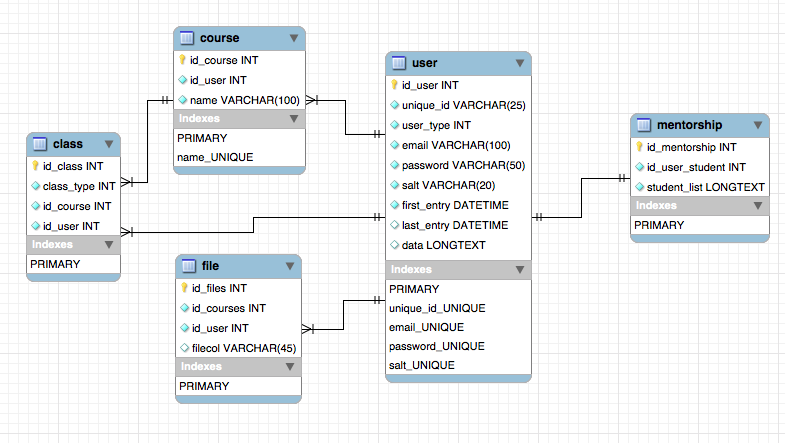 course
id_course INT
id_user INT
name VARCHAR(100)
Indexes
PRIMARY
name_UNIQUE
user
id_user INT
unique_id VARCHAR(25)
user_type INT
email VARCHAR(100)
password VARCHAR(50)
salt VARCHAR(20)
first_entry DATETIME
last_entry DATETIME
data LONGTEXT
Indexes
PRIMARY
unique_id_UNIQUE
email_UNIQUE
password_UNIQUE
salt_UNIQUE
mentorship
id_mentorship INT
id_user_student INT
student_list LONGTEXT
Indexes
PRIMARY
class
id_class INT
class_type INT
id_course INT
id_user INT
Indexes
PRIMARY
file
id_files INT
id_courses INT
id_user INT
filecol VARCHAR(45)
Indexes
PRIMARY